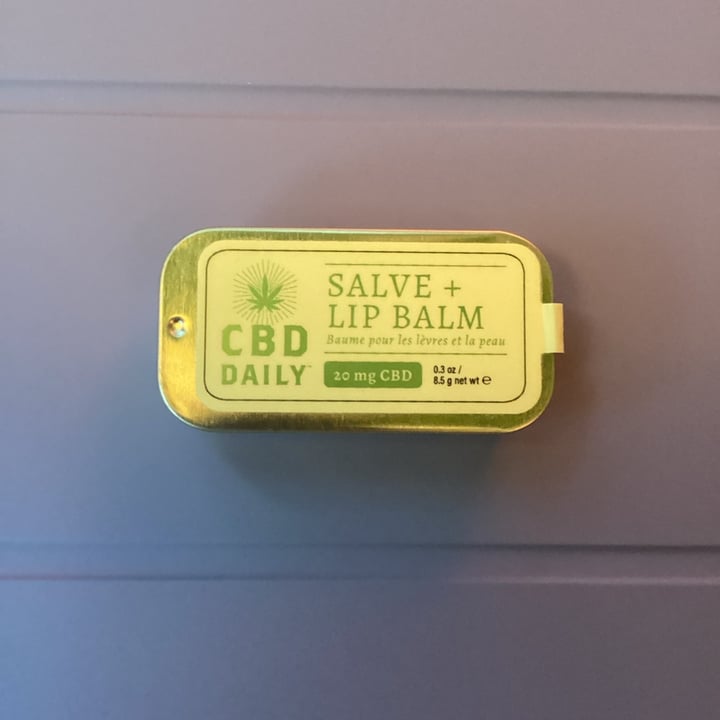 CBD
DAILY™
SALVE +
LIP BALM
Baume pour les lèvres et la peau
20 mg CBD
0.3 oz /
8.5 g net wt ℮